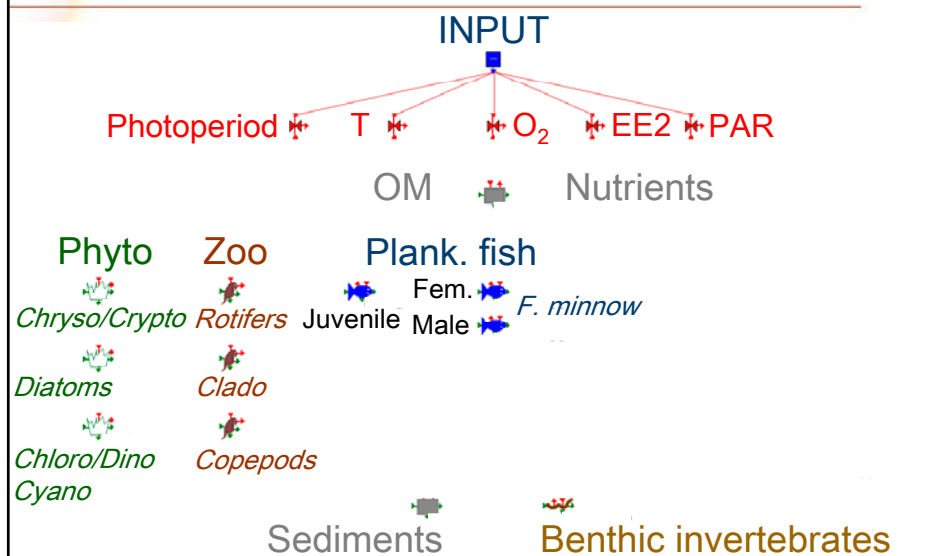 INPUT
Photoperiod T O2 EE2 PAR
OM Nutrients
Phyto Zoo Plank. fish
Fem.
Chryso/Crypto Rotifers Juvenile Male F. minnow
Diatoms Clado
Chloro/Dino Copepods
Cyano
Sediments Benthic invertebrates